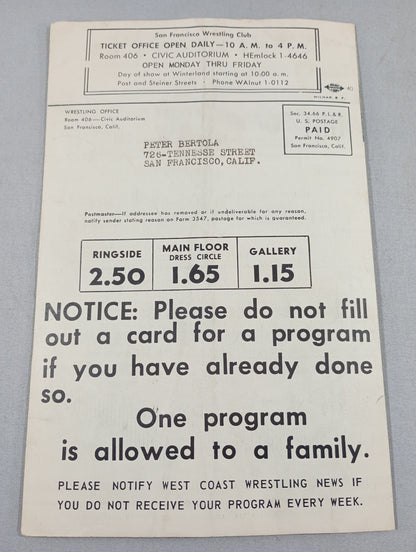 San Francisco Wrestling Club
TICKET OFFICE OPEN DAILY—10 A. M. to 4 P. M.
Room 406 • CIVIC AUDITORIUM • HEmlock 1-4646
OPEN MONDAY THRU FRIDAY
Day of show at Winterland starting at 10:00 a. m.
Post and Steiner Streets • Phone WAlnut 1-0112
40
WRESTLING OFFICE
Room 406—Civic Auditorium
San Francisco, Calif.
Sec. 34.66 P. L. & R.
U. S. POSTAGE
PAID
Permit No. 4907
San Francisco, Calif.
PETER BERTOLA
726-TENNESSE STREET
SAN FRANCISCO, CALIF.
Postmaster—If addressee has removed or if undeliverable for any reason,
notify sender stating reason on Form 3547, postage for which is guaranteed.
RINGSIDE
2.50
MAIN FLOOR
DRESS CIRCLE
1.65
GALLERY
1.15
NOTICE: Please do not fill
out a card for a program
if you have already done
so.
One program
is allowed to a family.
PLEASE NOTIFY WEST COAST WRESTLING NEWS IF
YOU DO NOT RECEIVE YOUR PROGRAM EVERY WEEK.